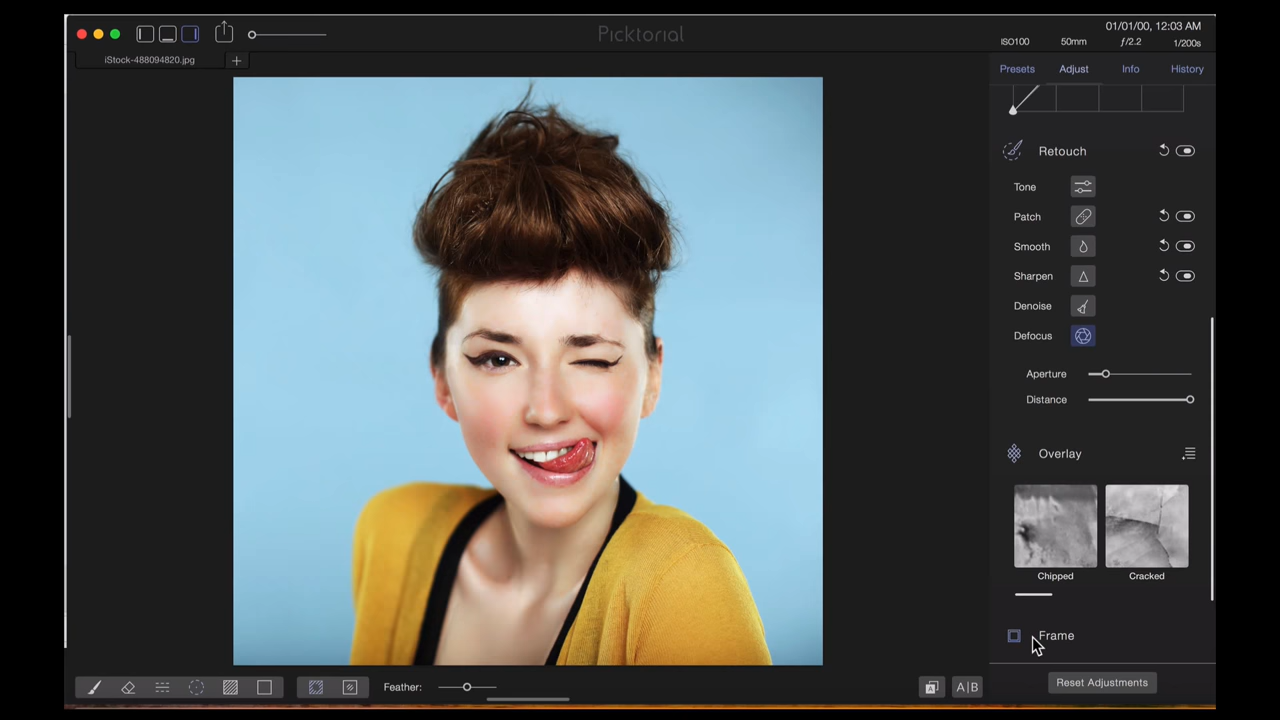 Picktorial
01/01/00, 12:03 AM
ISO100 50mm ƒ/2.2 1/200s
iStock-488094820.jpg +
Presets Adjust Info History
Retouch
Tone
Patch
Smooth
Sharpen
Denoise
Defocus
Aperture
Distance
Overlay
Chipped Cracked
Frame
Reset Adjustments
Feather:
A
A|B